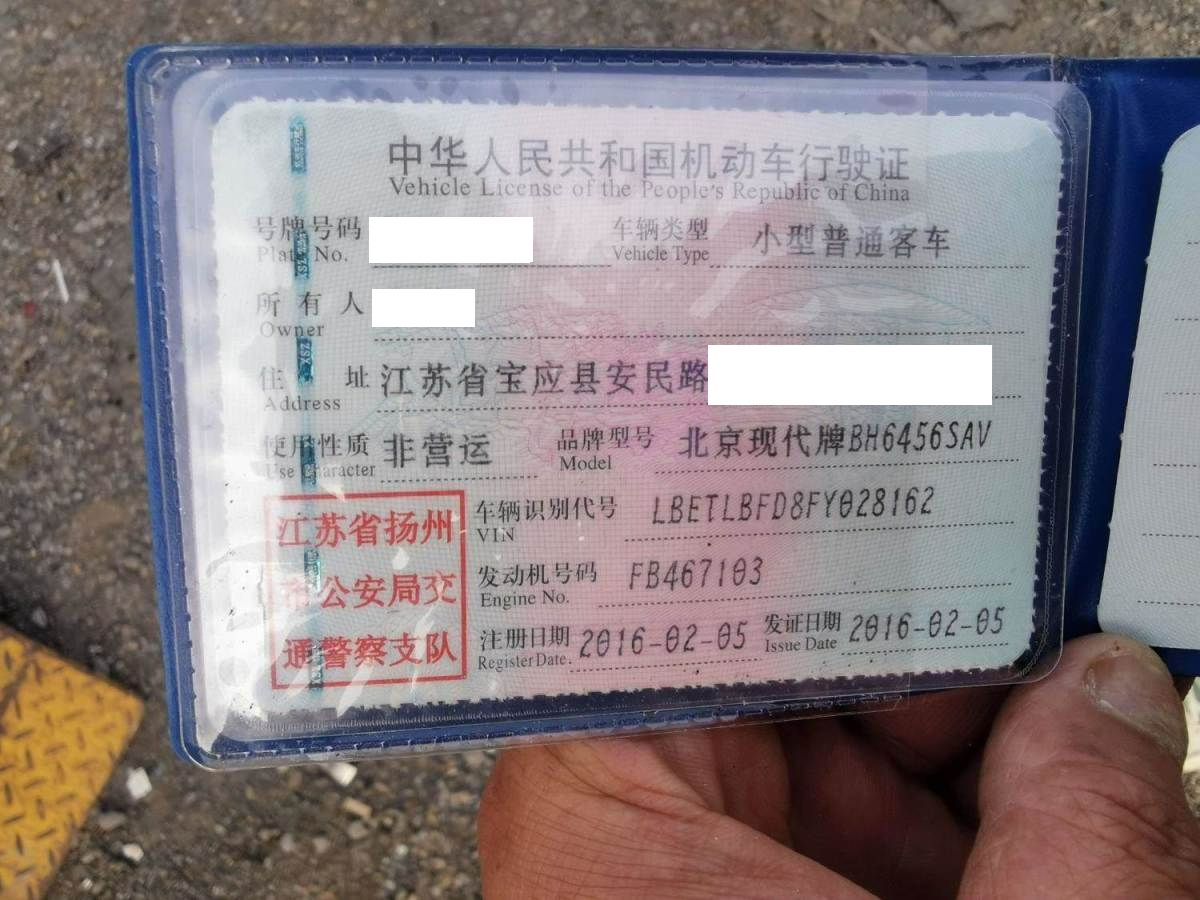 中华人民共和国机动车行驶证
Vehicle License of the People's Republic of China
号牌号码 车辆类型 小型普通客车
Plate No. Vehicle Type
所有人
Owner
住址 江苏省宝应县安民路
Address
使用性质 非营运 品牌型号 北京现代牌BH6456SAV
Use Character Model
车辆识别代号 LBETLBFD8FY028162
VIN
发动机号码 FB467103
Engine No.
注册日期 2016-02-05 发证日期 2016-02-05
Register Date Issue Date
江苏省扬州
市公安局交
通警察支队